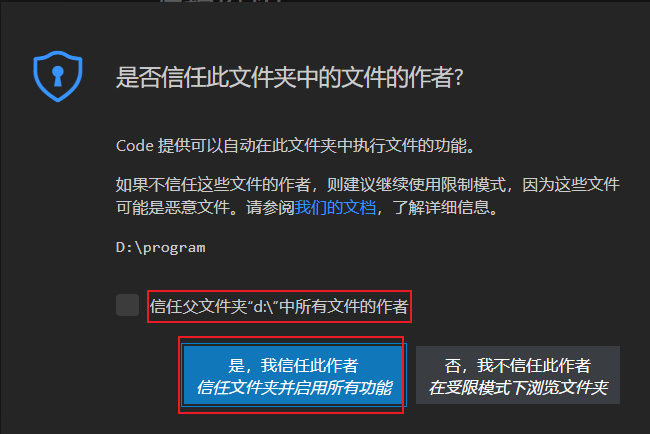 是否信任此文件夹中的文件的作者?
Code 提供可以自动在此文件夹中执行文件的功能。
如果不信任这些文件的作者，则建议继续使用限制模式，因为这些文件
可能是恶意文件。请参阅我们的文档，了解详细信息。
D:\program
信任父文件夹“d:\”中所有文件的作者
是，我信任此作者
信任文件夹并启用所有功能
否，我不信任此作者
在受限模式下浏览文件夹